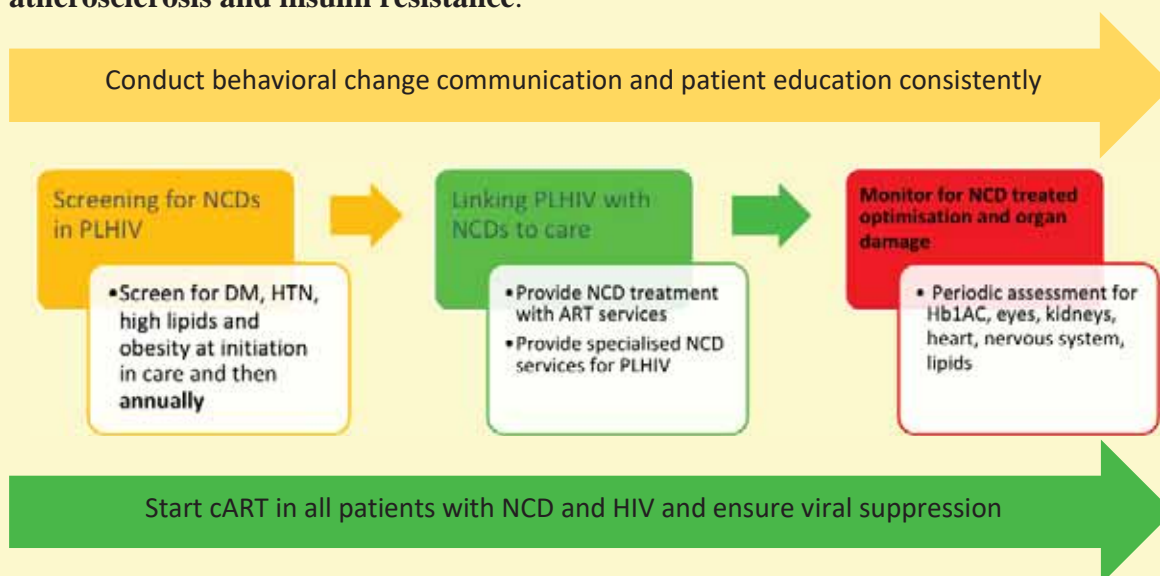 atherosclerosis and insulin resistance.
Conduct behavioral change communication and patient education consistently
Screening for NCDs
in PLHIV
•Screen for DM, HTN,
high lipids and
obesity at initiation
in care and then
annually
Linking PLHIV with
NCDs to care
•Provide NCD treatment
with ART services
•Provide specialised NCD
services for PLHIV
Monitor for NCD treated
optimisation and organ
damage
• Periodic assessment for
Hb1AC, eyes, kidneys,
heart, nervous system,
lipids
Start cART in all patients with NCD and HIV and ensure viral suppression